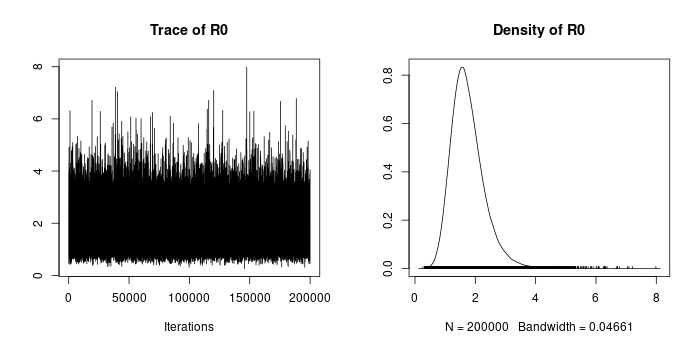 Trace of R0
8
6
4
2
0
0 50000 100000 150000 200000
Iterations
Density of R0
0.8
0.6
0.4
0.2
0.0
0 2 4 6 8
N = 200000 Bandwidth = 0.04661